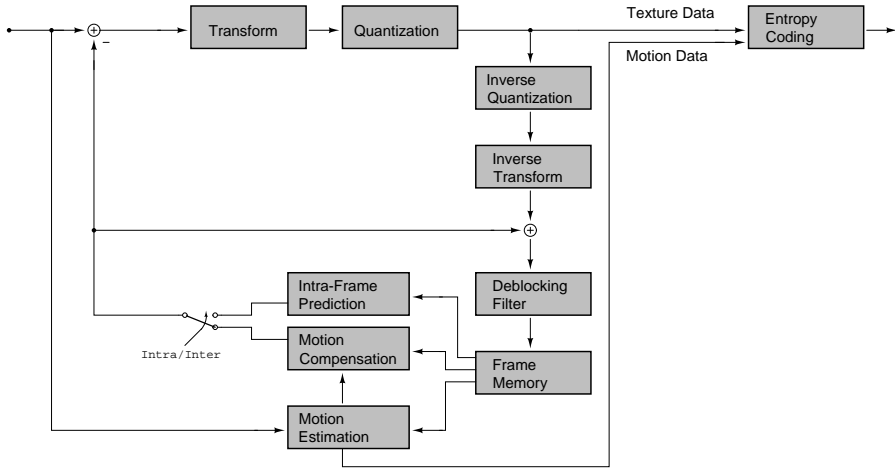 Texture Data
Entropy
Coding
Transform
Quantization
Motion Data
Inverse
Quantization
Inverse
Transform
Intra-Frame
Prediction
Deblocking
Filter
Motion
Compensation
Intra/Inter
Frame
Memory
Motion
Estimation